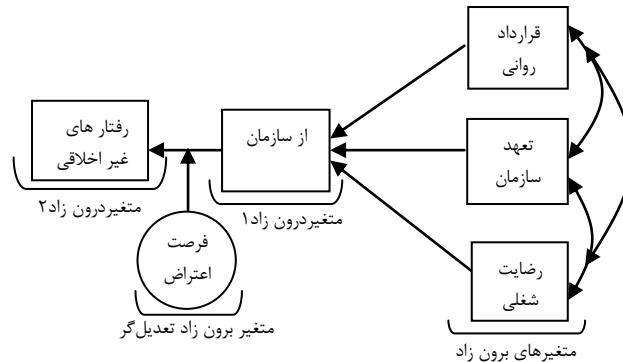 قرارداد
روانی
تعهد
سازمان
رضایت
شغلی
متغیرهای برون زاد
از سازمان
متغیردرون زاد۱
رفتار های
غیر اخلاقی
متغیردرون زاد۲
فرصت
اعتراض
متغیر برون زاد تعدیل‌گر